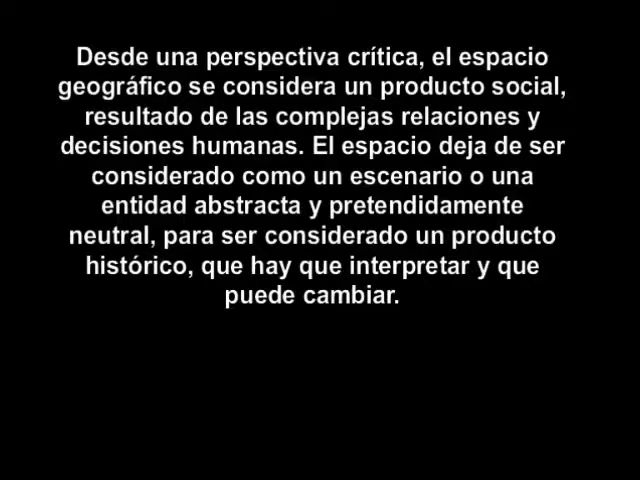 Desde una perspectiva crítica, el espacio
geográfico se considera un producto social,
resultado de las complejas relaciones y
decisiones humanas. El espacio deja de ser
considerado como un escenario o una
entidad abstracta y pretendidamente
neutral, para ser considerado un producto
histórico, que hay que interpretar y que
puede cambiar.